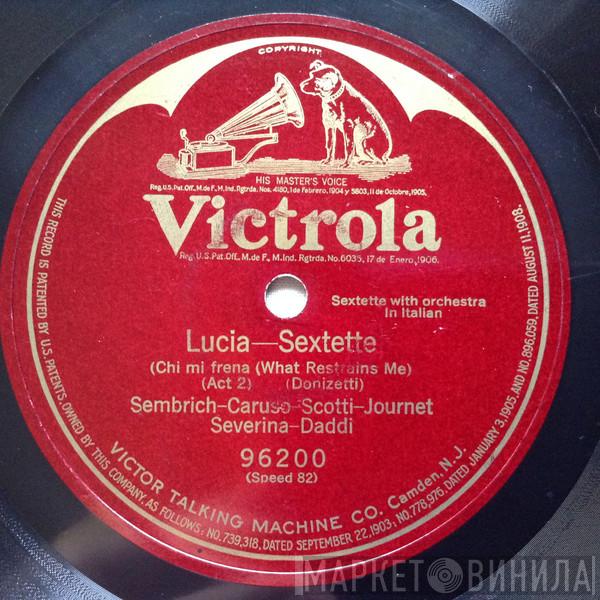 COPYRIGHT.
HIS MASTER'S VOICE
Reg.U.S.Pat.Off., M.de F., M.Ind. Rgtrda. Nos. 4180, 1 de Febrero, 1904 y 5803, 11 de Octobre, 1905.
Victrola
Reg. U.S. Pat. Off., M. de F., M. Ind. Rgtrda. No. 6035, 17 de Enero, 1906.
Sextette with orchestra
In Italian
Lucia—Sextette
(Chi mi frena (What Restrains Me)
(Act 2) (Donizetti)
Sembrich-Caruso-Scotti-Journet
Severina-Daddi
96200
(Speed 82)
VICTOR TALKING MACHINE CO. Camden, N.J.
THIS RECORD IS PATENTED BY U.S. PATENTS, OWNED BY THIS COMPANY, AS FOLLOWS: NO. 739,318, DATED SEPTEMBER 22, 1903, NO. 778,976, DATED JANUARY 3, 1905, AND NO. 896,059, DATED AUGUST 11, 1908.
МАРКЕТ ВИНИЛА